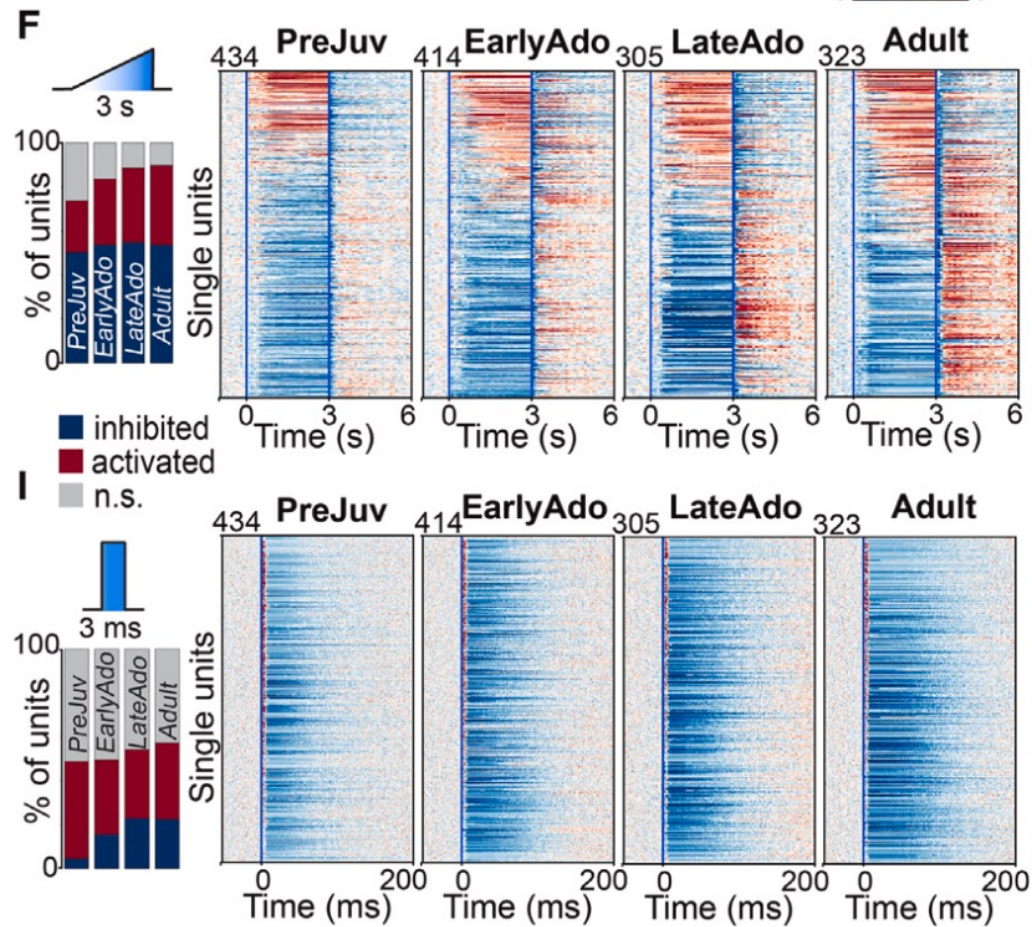 F
3 s
100
% of units
0
PreJuv
EarlyAdo
LateAdo
Adult
Single units
434 PreJuv
414 EarlyAdo
305 LateAdo
323 Adult
0 3 6
Time (s)
0 3 6
Time (s)
0 3 6
Time (s)
0 3 6
Time (s)
inhibited
activated
n.s.
I
3 ms
100
% of units
0
PreJuv
EarlyAdo
LateAdo
Adult
Single units
434 PreJuv
414 EarlyAdo
305 LateAdo
323 Adult
0 200
Time (ms)
0 200
Time (ms)
0 200
Time (ms)
0 200
Time (ms)